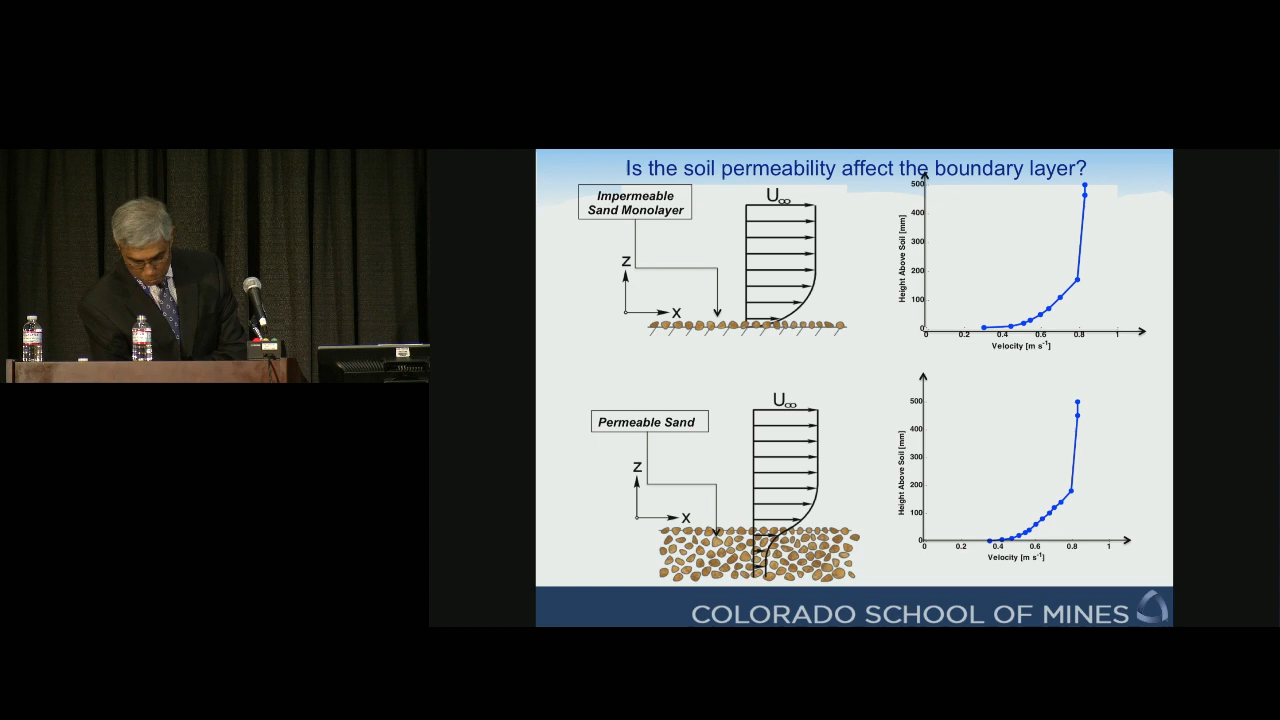 Is the soil permeability affect the boundary layer?
Impermeable
Sand Monolayer
U∞
Z
X
Height Above Soil [mm]
500
400
300
200
100
0
0 0.2 0.4 0.6 0.8 1
Velocity [m s-1]
Permeable Sand
U∞
Z
X
Height Above Soil [mm]
500
400
300
200
100
0
0 0.2 0.4 0.6 0.8 1
Velocity [m s-1]
COLORADO SCHOOL OF MINES